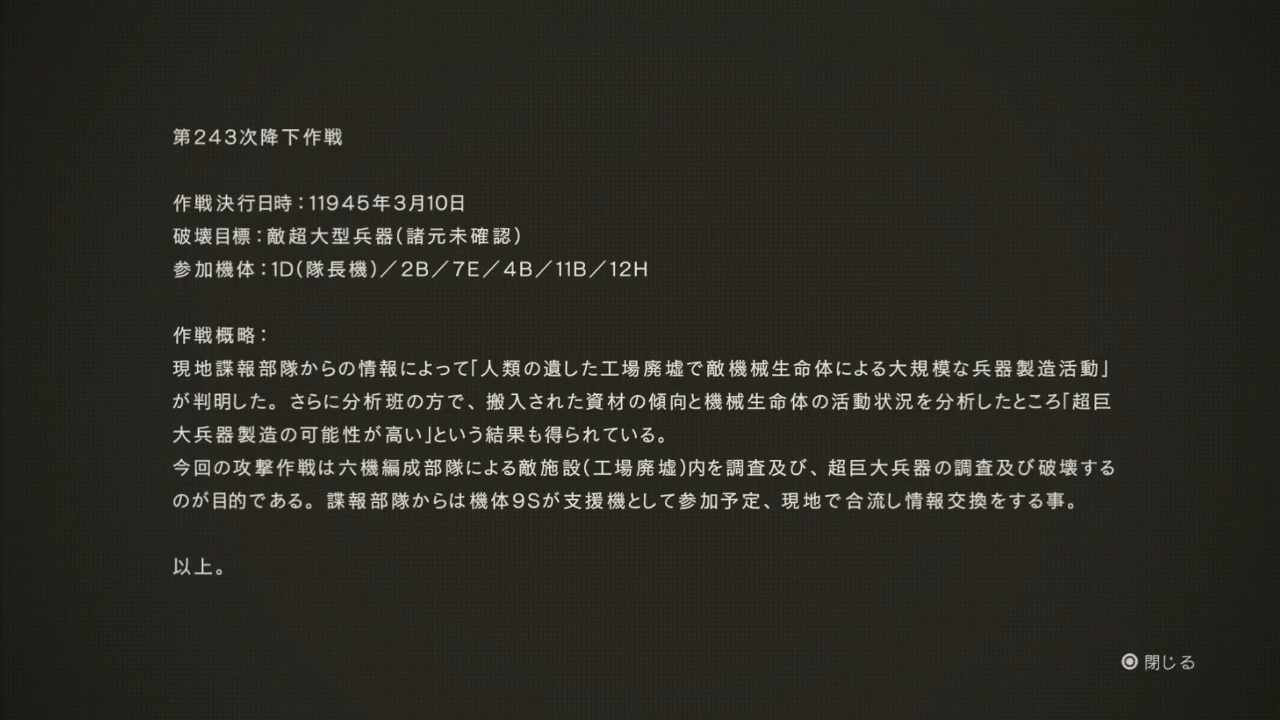 第243次降下作戦
作戦決行日時：11945年3月10日
破壊目標：敵超大型兵器(諸元未確認)
参加機体：1D(隊長機)／2B／7E／4B／11B／12H
作戦概略：
現地諜報部隊からの情報によって「人類の遺した工場廃墟で敵機械生命体による大規模な兵器製造活動」
が判明した。さらに分析班の方で、搬入された資材の傾向と機械生命体の活動状況を分析したところ「超巨
大兵器製造の可能性が高い」という結果も得られている。
今回の攻撃作戦は六機編成部隊による敵施設(工場廃墟)内を調査及び、超巨大兵器の調査及び破壊する
のが目的である。諜報部隊からは機体9Sが支援機として参加予定、現地で合流し情報交換をする事。
以上。
閉じる